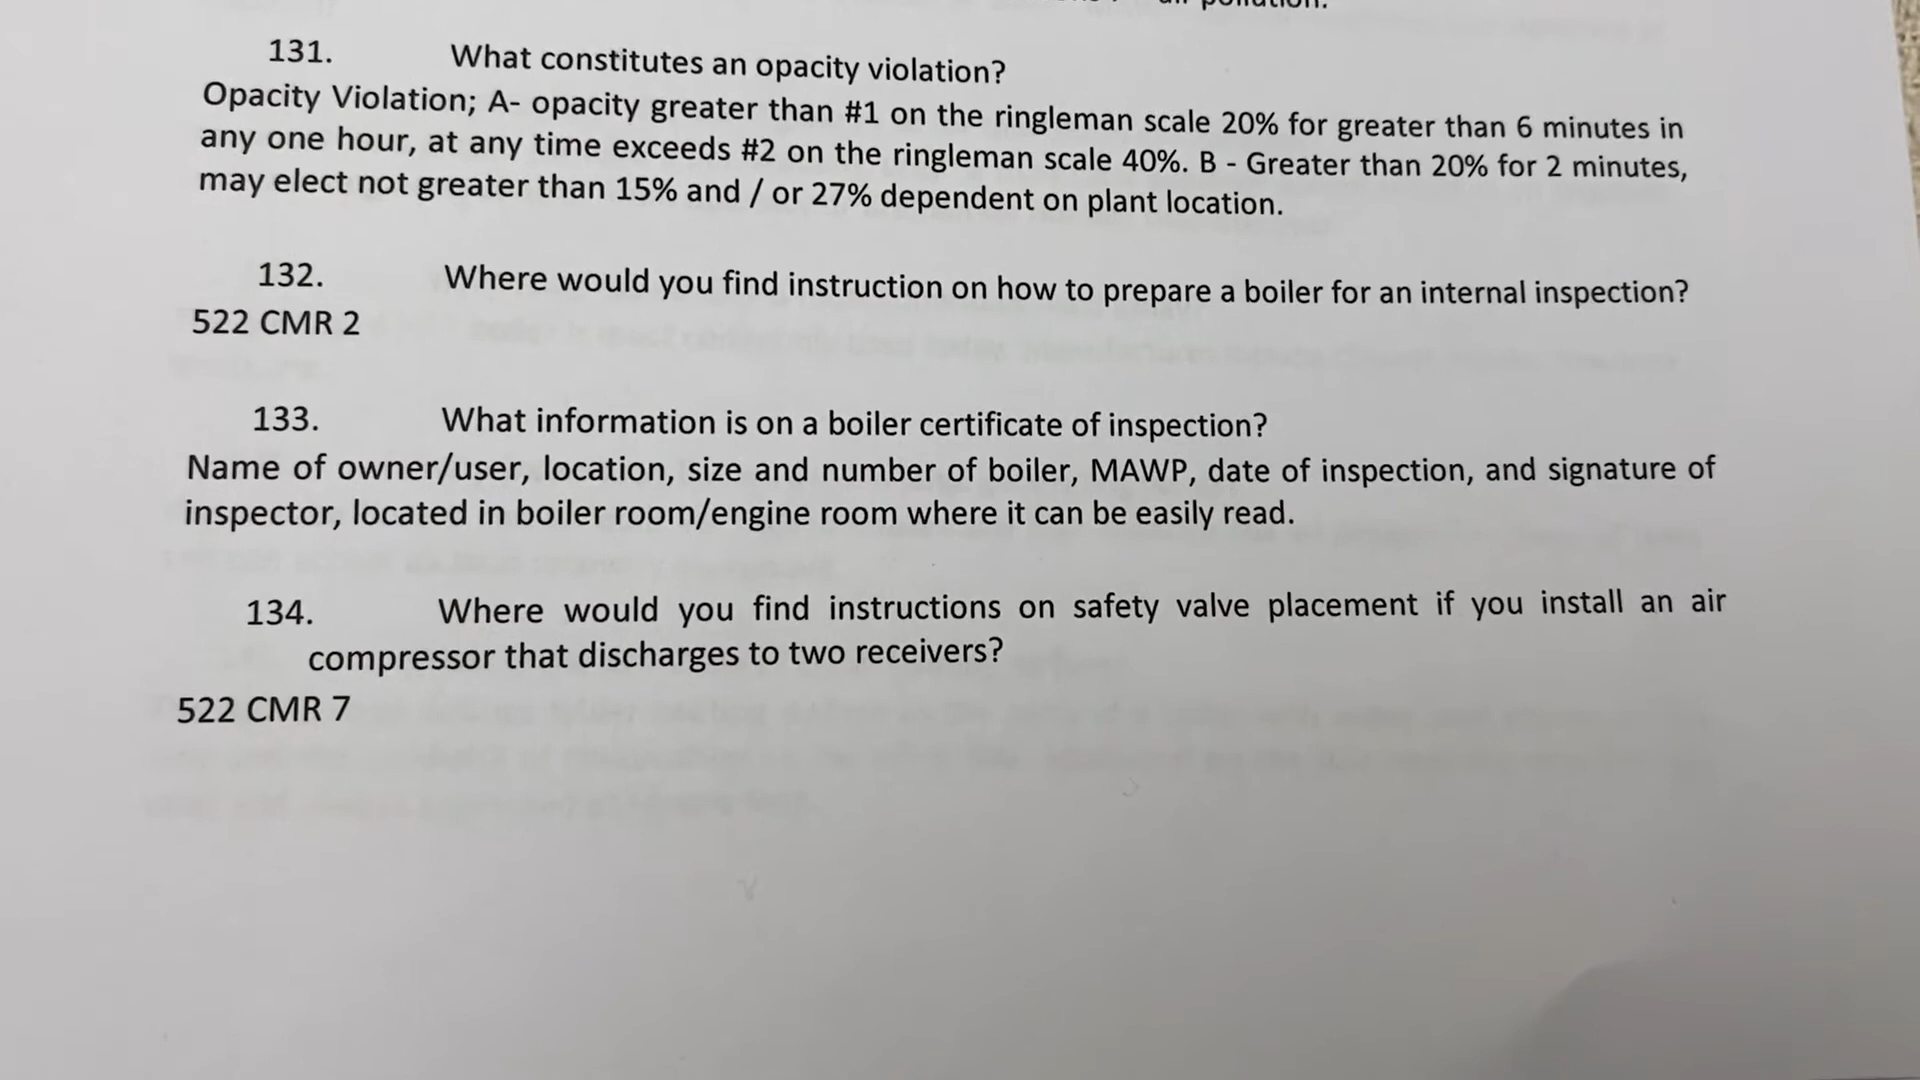 air pollution.
131. What constitutes an opacity violation?
Opacity Violation; A- opacity greater than #1 on the ringleman scale 20% for greater than 6 minutes in
any one hour, at any time exceeds #2 on the ringleman scale 40%. B - Greater than 20% for 2 minutes,
may elect not greater than 15% and / or 27% dependent on plant location.
132. Where would you find instruction on how to prepare a boiler for an internal inspection?
522 CMR 2
133. What information is on a boiler certificate of inspection?
Name of owner/user, location, size and number of boiler, MAWP, date of inspection, and signature of
inspector, located in boiler room/engine room where it can be easily read.
134. Where would you find instructions on safety valve placement if you install an air
compressor that discharges to two receivers?
522 CMR 7